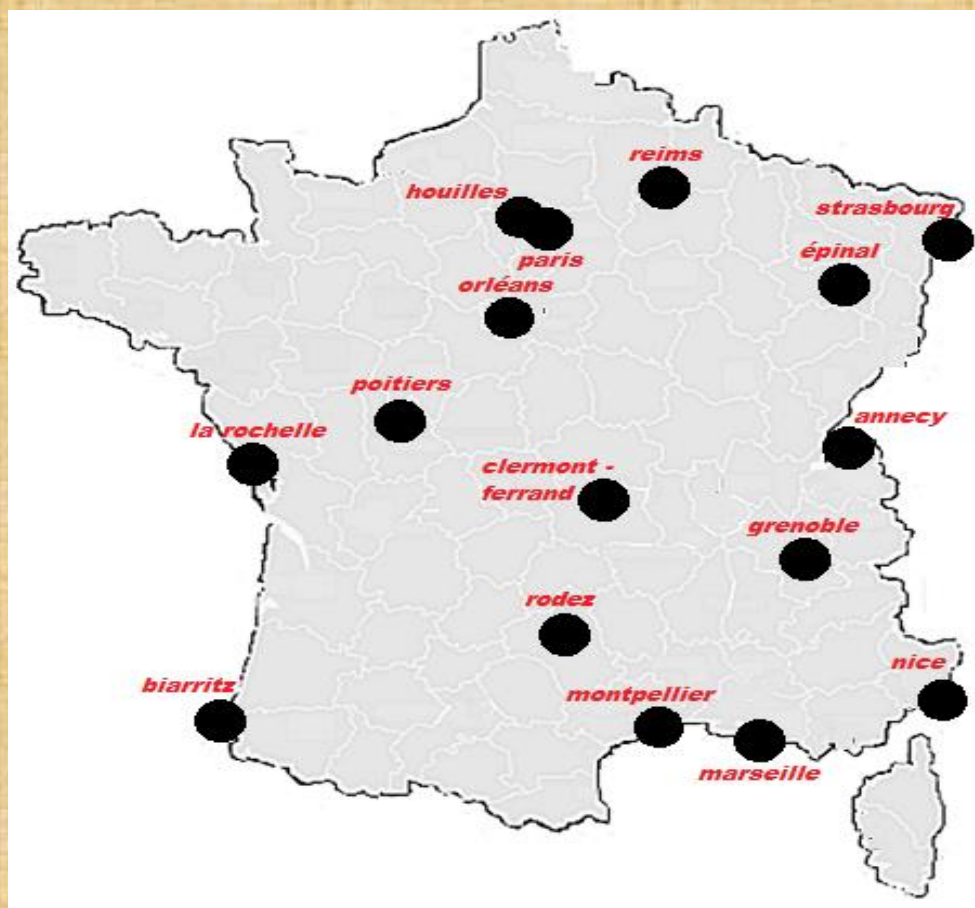 reims
houilles
strasbourg
paris
épinal
orléans
poitiers
annecy
la rochelle
clermont -
ferrand
grenoble
rodez
nice
biarritz
montpellier
marseille